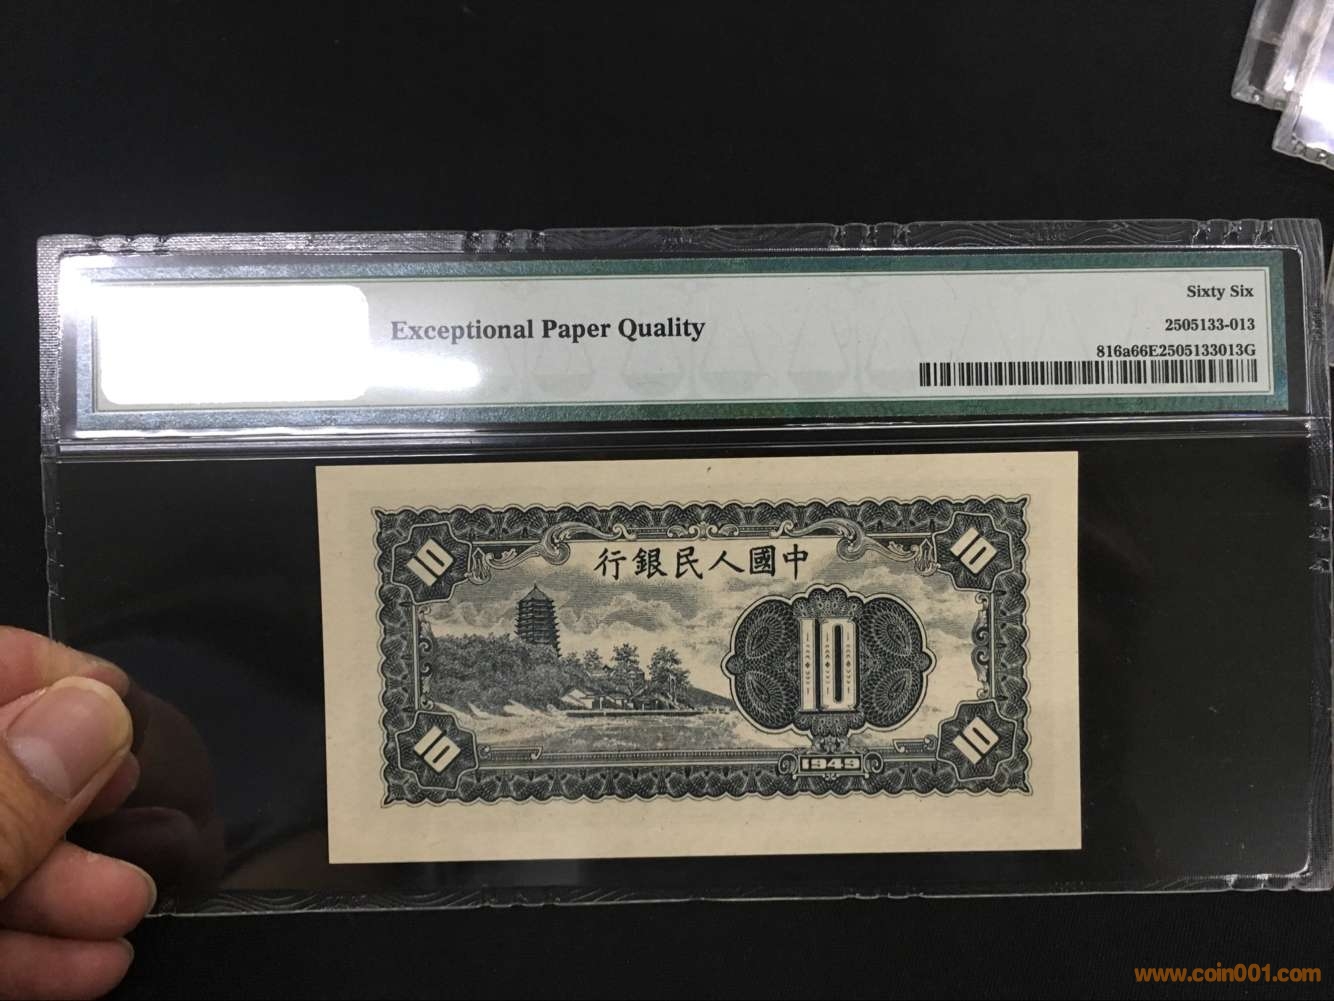 Sixty Six
Exceptional Paper Quality
2505133-013
816a66E2505133013G
行銀民人國中
10
10
10
10
10
1949
www.coin001.com